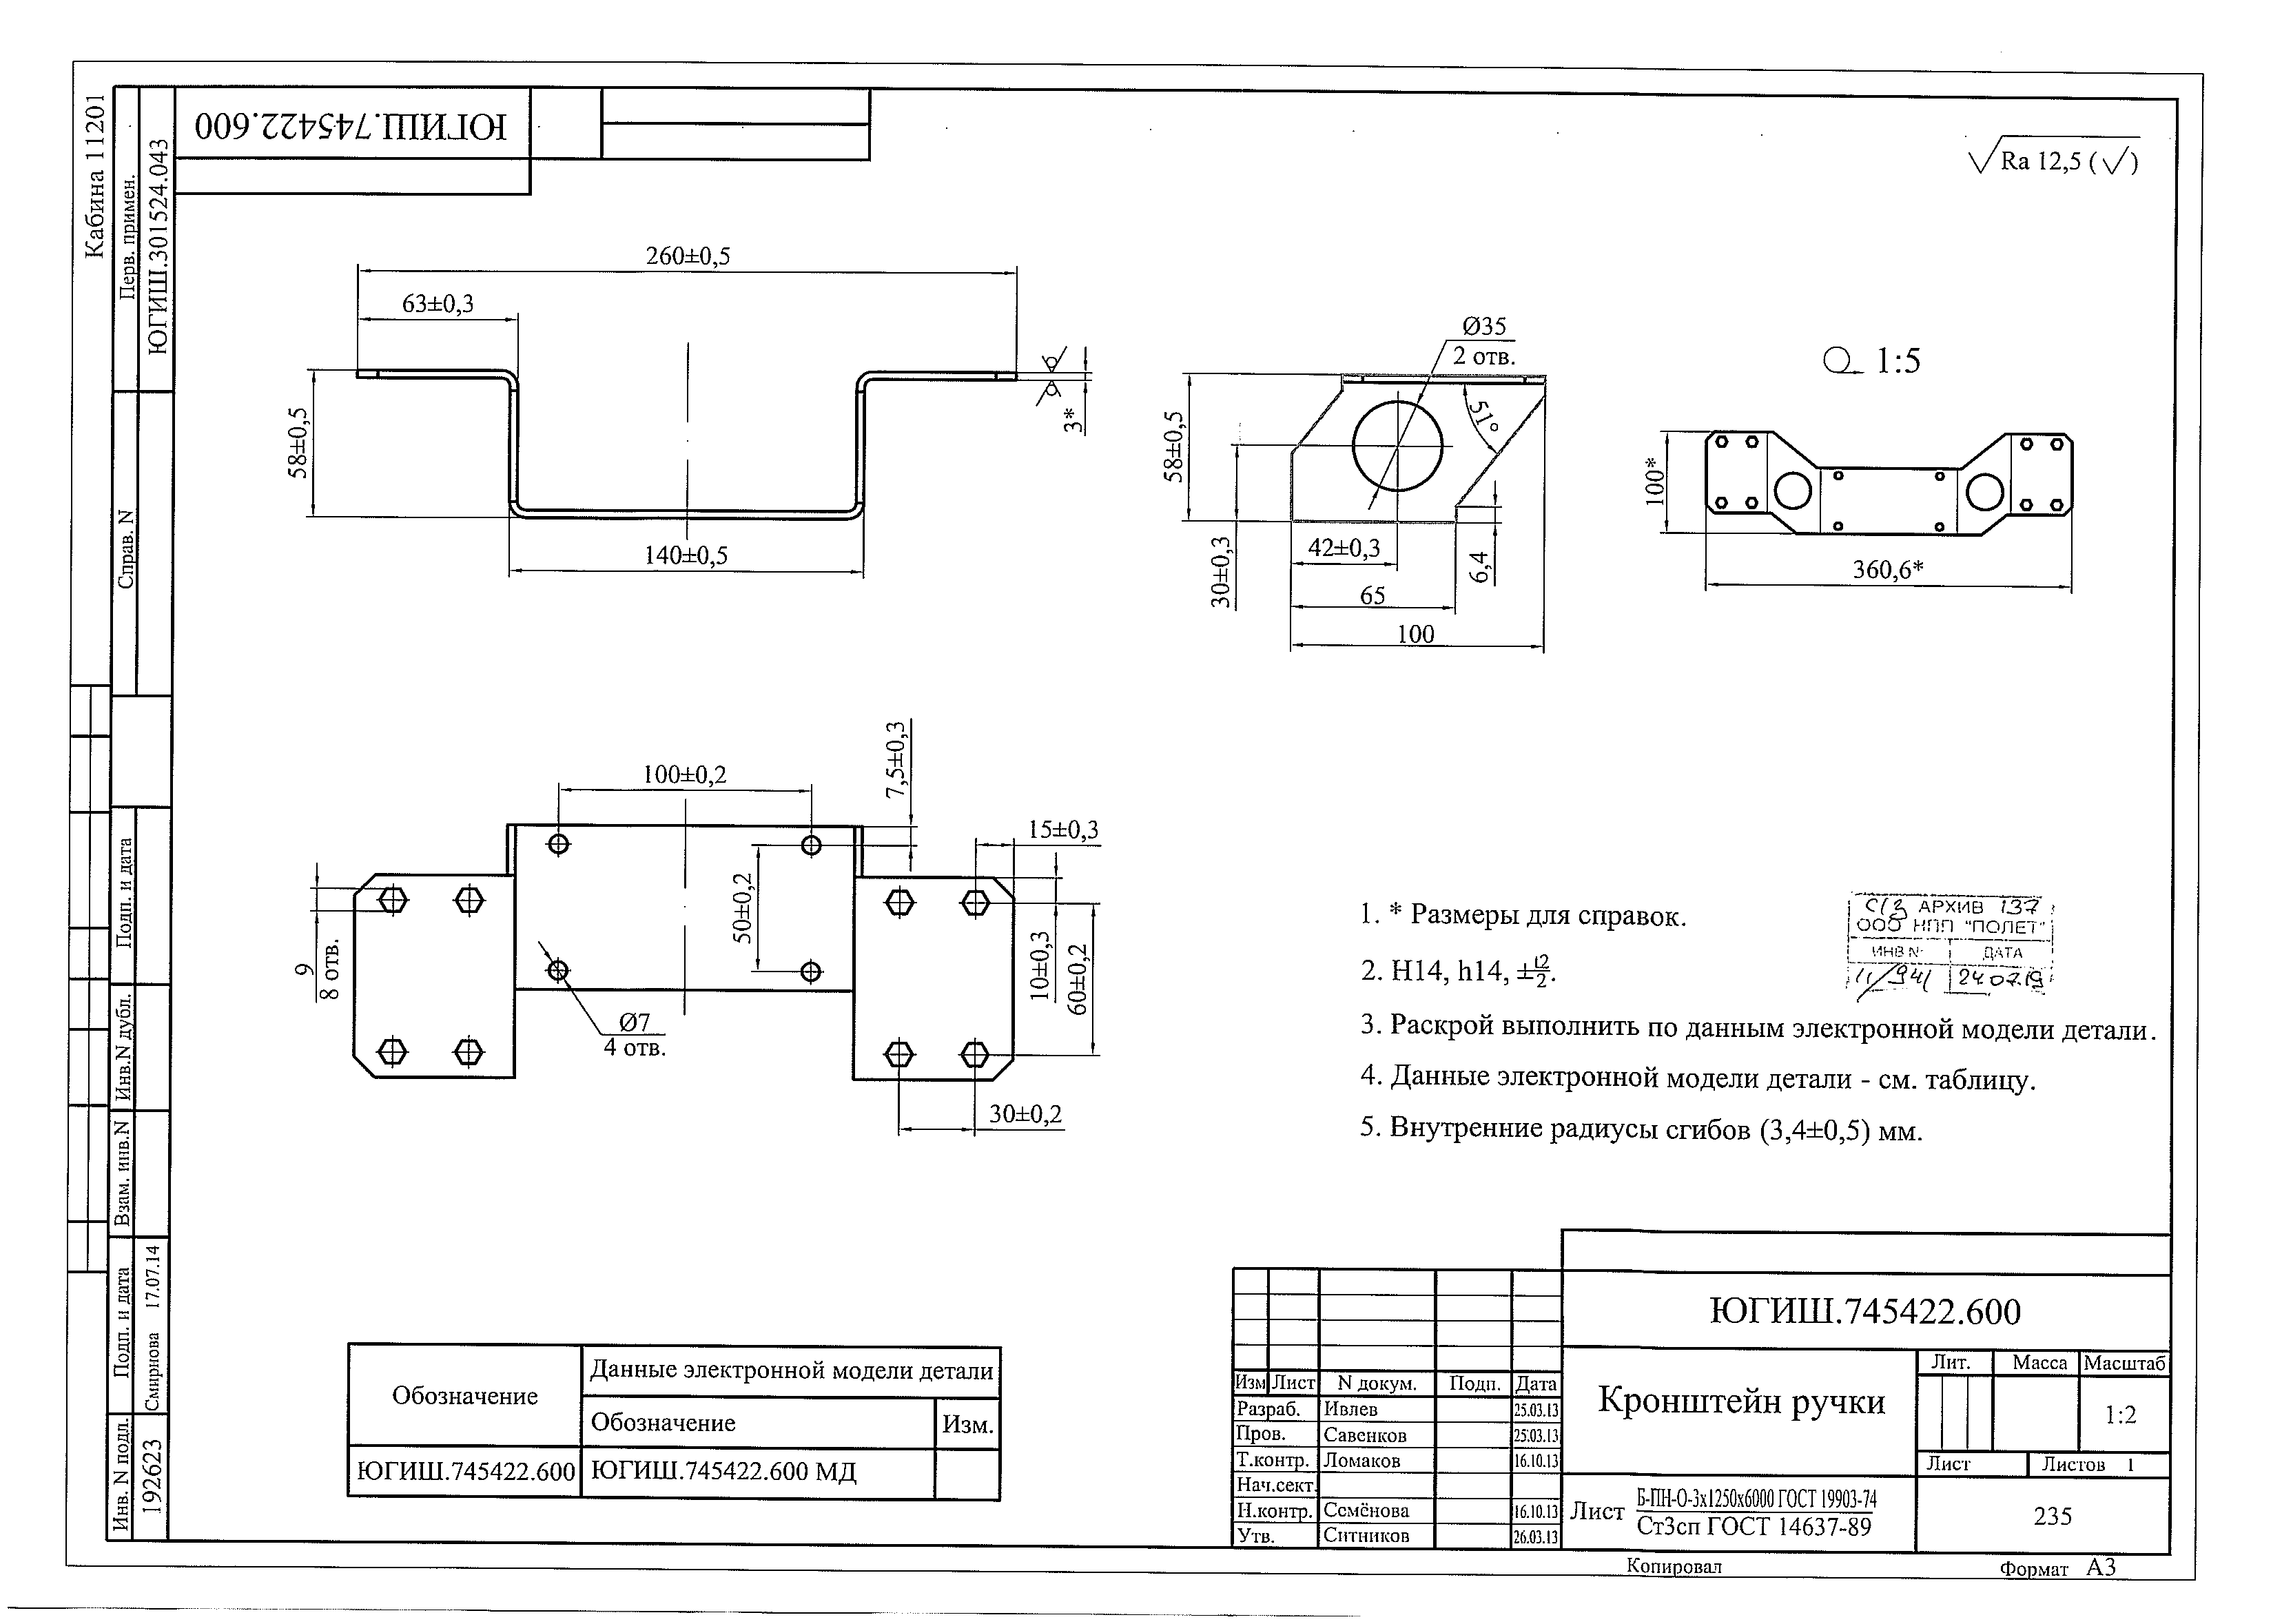 Кабина 11201
Перв. примен.
ЮГИШ.301524.043
Справ. N
Подп. и дата
Инв.N дубл.
Взам. инв.N
Подп. и дата
Смирнова 17.07.14
Инв. N подл.
192623
ЮГИШ.745422.600
Ra 12,5 (√)
260±0,5
63±0,3
58±0,5
3*
140±0,5
Ø35
2 отв.
51°
58±0,5
30±0,3
42±0,3
6,4
65
100
1:5
100*
360,6*
100±0,2
7,5±0,3
15±0,3
50±0,2
9
8 отв.
10±0,3
60±0,2
Ø7
4 отв.
30±0,2
1. * Размеры для справок.
2. H14, h14, ±t2/2.
3. Раскрой выполнить по данным электронной модели детали.
4. Данные электронной модели детали - см. таблицу.
5. Внутренние радиусы сгибов (3,4±0,5) мм.
АРХИВ 137
ООО НПП "ПОЛЕТ"
ИНВ N ДАТА
11/941 24.07.19
Обозначение
Данные электронной модели детали
Обозначение Изм.
ЮГИШ.745422.600 ЮГИШ.745422.600 МД
ЮГИШ.745422.600
Изм Лист N докум. Подп. Дата
Разраб. Ивлев 25.03.13
Пров. Савенков 25.03.13
Т.контр. Ломаков 16.10.13
Нач.сект.
Н.контр. Семёнова 16.10.13
Утв. Ситников 26.03.13
Кронштейн ручки
Лит. Масса Масштаб
1:2
Лист Листов 1
Лист Б-ПН-О-3х1250х6000 ГОСТ 19903-74
Ст3сп ГОСТ 14637-89
235
Копировал Формат А3